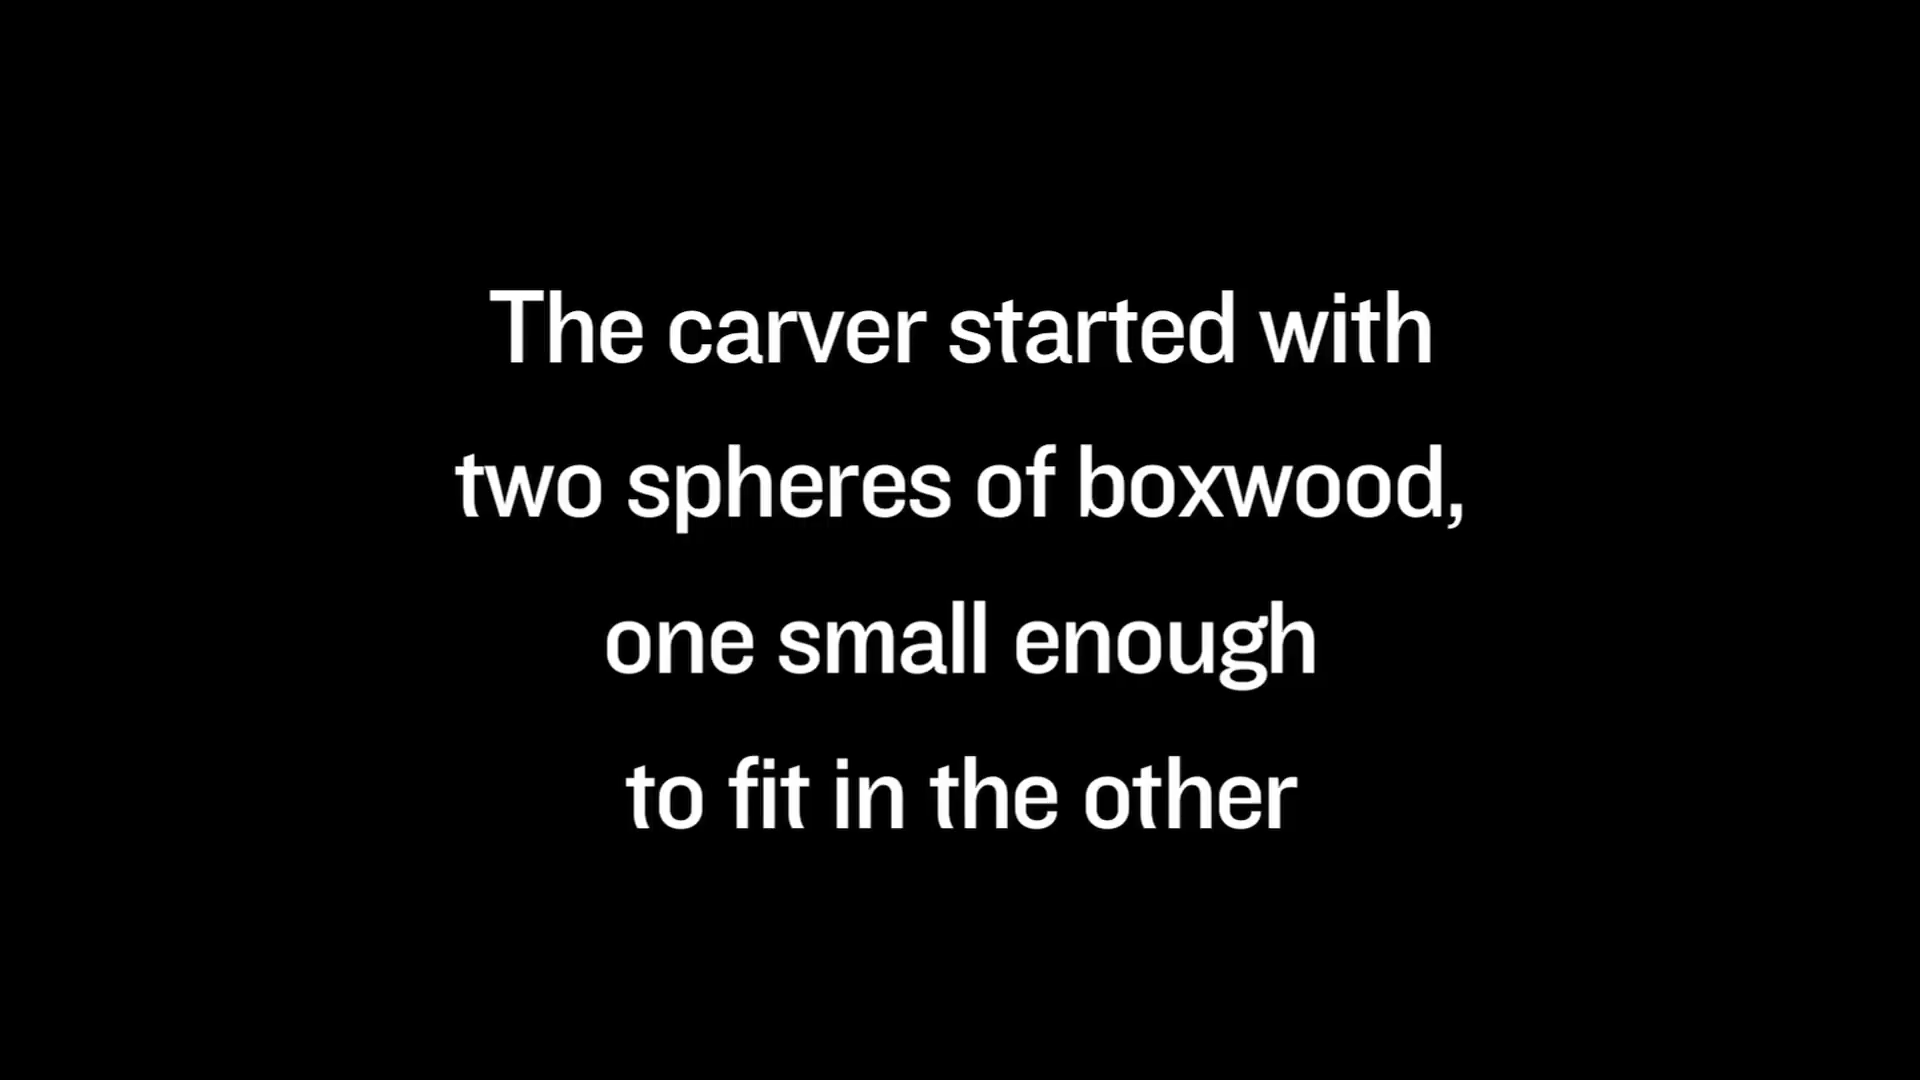 The carver started with
two spheres of boxwood,
one small enough
to fit in the other